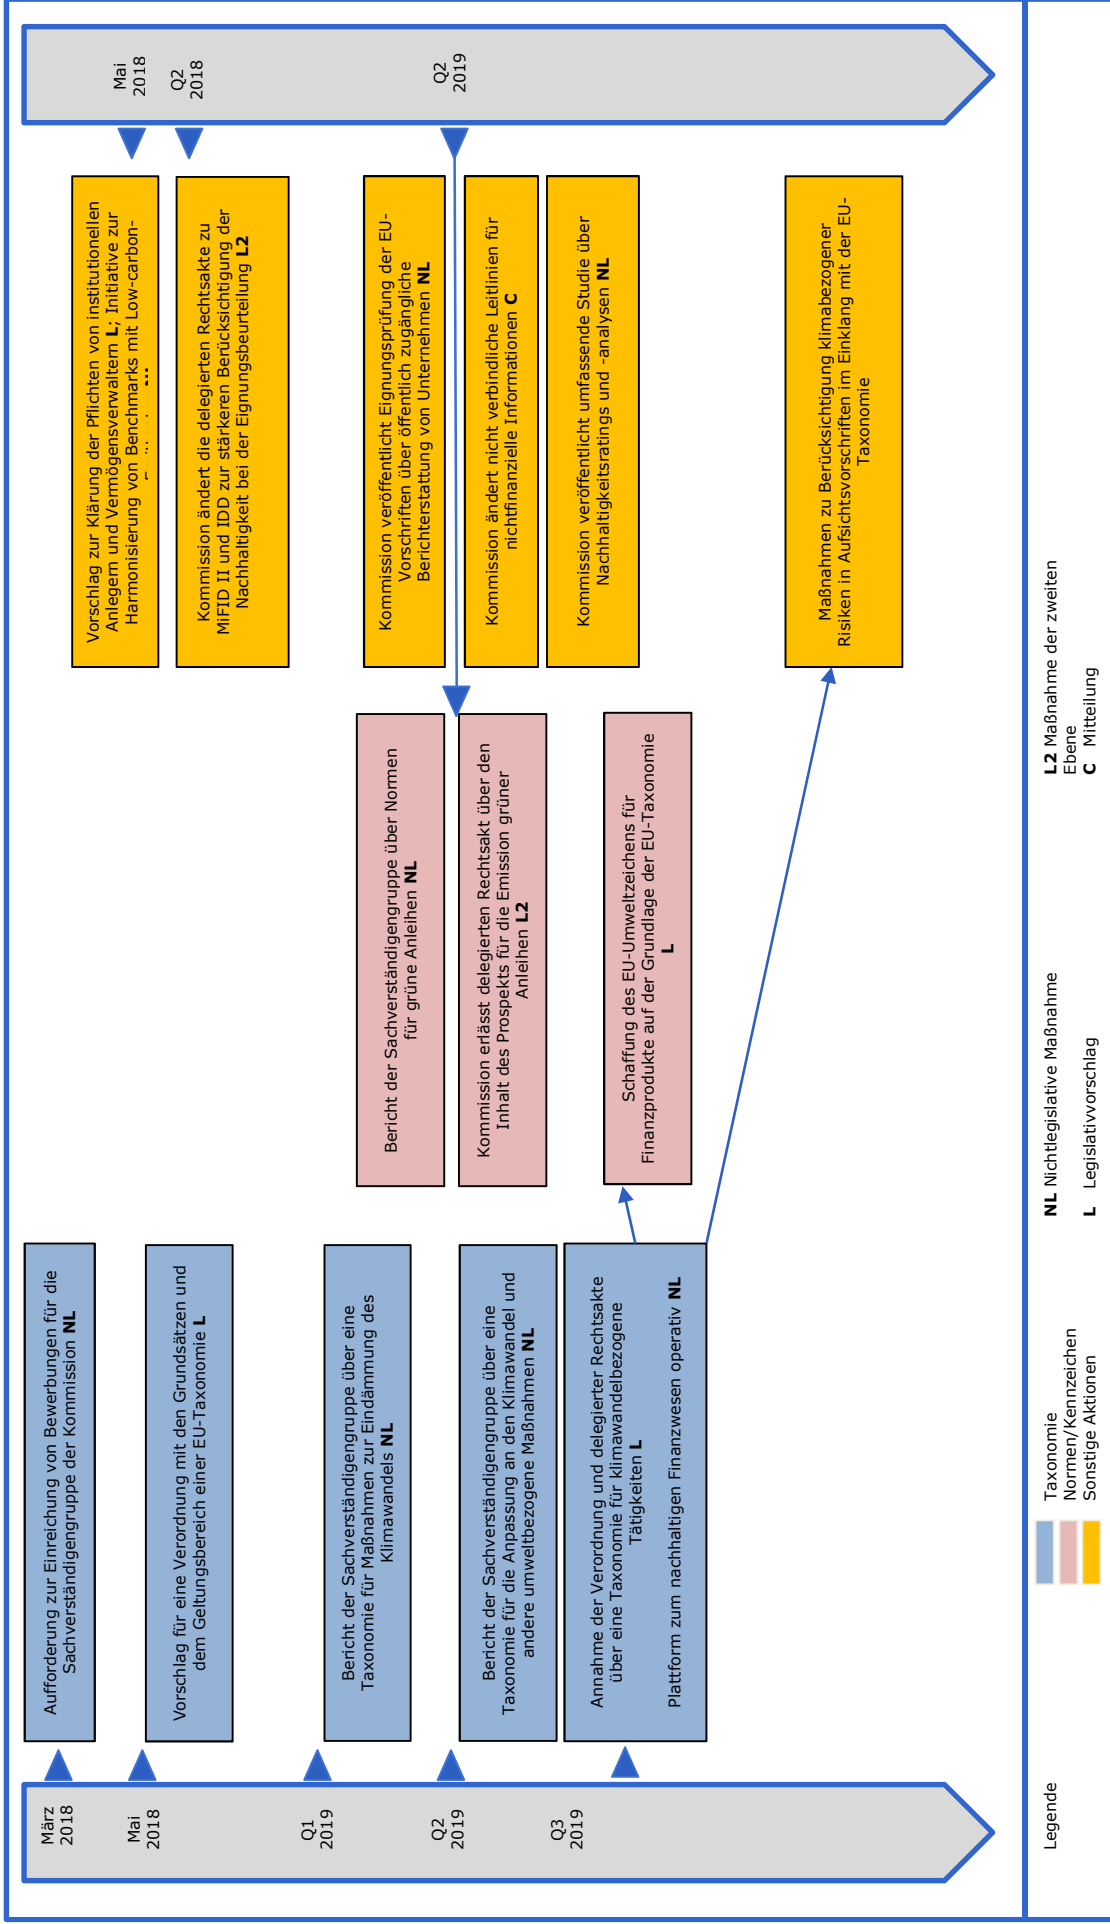 März
2018
Mai
2018
Q1
2019
Q2
2019
Q3
2019
Aufforderung zur Einreichung von Bewerbungen für die
Sachverständigengruppe der Kommission NL
Vorschlag für eine Verordnung mit den Grundsätzen und
dem Geltungsbereich einer EU-Taxonomie L
Bericht der Sachverständigengruppe über eine
Taxonomie für Maßnahmen zur Eindämmung des
Klimawandels NL
Bericht der Sachverständigengruppe über eine
Taxonomie für die Anpassung an den Klimawandel und
andere umweltbezogene Maßnahmen NL
Annahme der Verordnung und delegierter Rechtsakte
über eine Taxonomie für klimawandelbezogene
Tätigkeiten L
Plattform zum nachhaltigen Finanzwesen operativ NL
Bericht der Sachverständigengruppe über Normen
für grüne Anleihen NL
Kommission erlässt delegierten Rechtsakt über den
Inhalt des Prospekts für die Emission grüner
Anleihen L2
Schaffung des EU-Umweltzeichens für
Finanzprodukte auf der Grundlage der EU-Taxonomie
L
Vorschlag zur Klärung der Pflichten von institutionellen
Anlegern und Vermögensverwaltern L; Initiative zur
Harmonisierung von Benchmarks mit Low-carbon-
Kommission ändert die delegierten Rechtsakte zu
MiFID II und IDD zur stärkeren Berücksichtigung der
Nachhaltigkeit bei der Eignungsbeurteilung L2
Kommission veröffentlicht Eignungsprüfung der EU-
Vorschriften über öffentlich zugängliche
Berichterstattung von Unternehmen NL
Kommission ändert nicht verbindliche Leitlinien für
nichtfinanzielle Informationen C
Kommission veröffentlicht umfassende Studie über
Nachhaltigkeitsratings und -analysen NL
Maßnahmen zu Berücksichtigung klimabezogener
Risiken in Aufsichtsvorschriften im Einklang mit der EU-
Taxonomie
Mai
2018
Q2
2018
Q2
2019
Legende
Taxonomie
Normen/Kennzeichen
Sonstige Aktionen
NL Nichtlegislative Maßnahme
L Legislativvorschlag
L2 Maßnahme der zweiten
Ebene
C Mitteilung